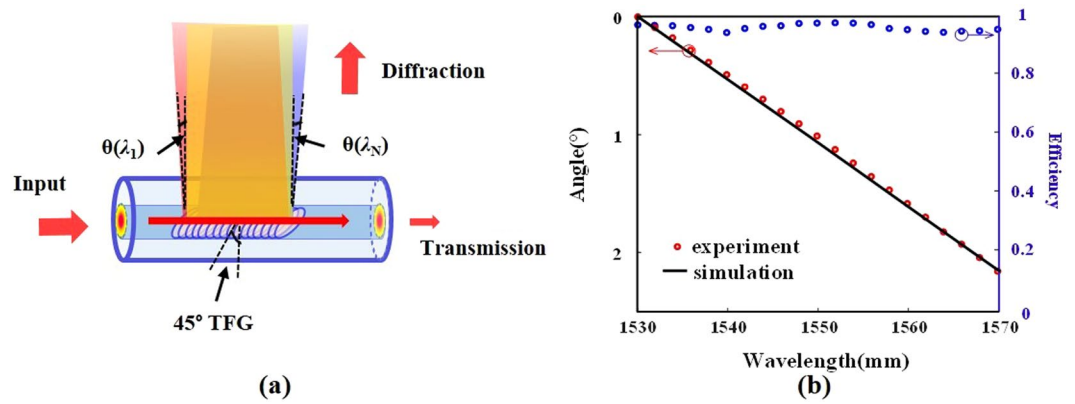 Diffraction
θ(λ1)
θ(λN)
Input
Transmission
45° TFG
(a)
0
1
2
Angle(°)
1
0.8
0.6
0.4
0.2
0
Efficiency
experiment
simulation
1530
1540
1550
1560
1570
Wavelength(mm)
(b)